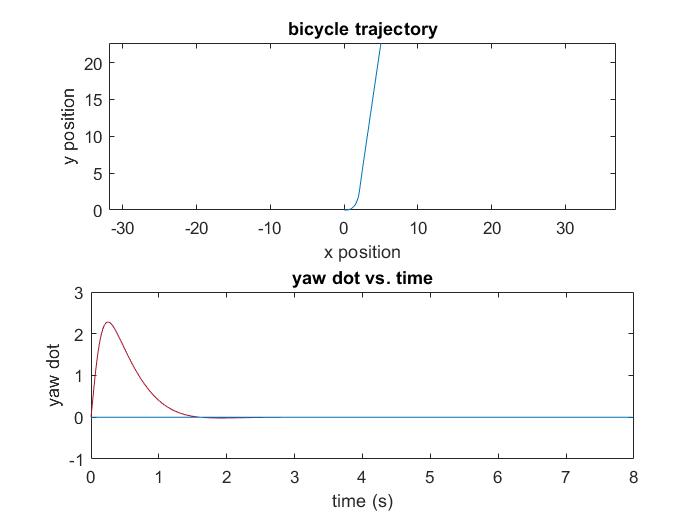 bicycle trajectory
20
15
10
5
0
y position
-30 -20 -10 0 10 20 30
x position
yaw dot vs. time
3
2
1
0
-1
yaw dot
0 1 2 3 4 5 6 7 8
time (s)